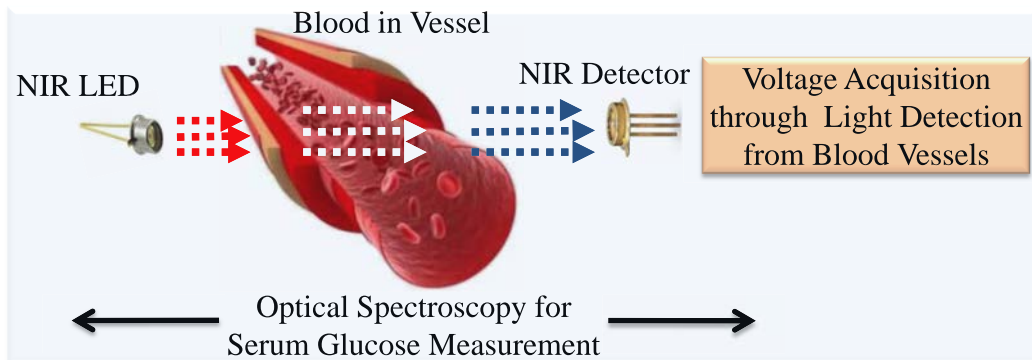 Blood in Vessel
NIR LED
NIR Detector
Voltage Acquisition
through Light Detection
from Blood Vessels
Optical Spectroscopy for
Serum Glucose Measurement